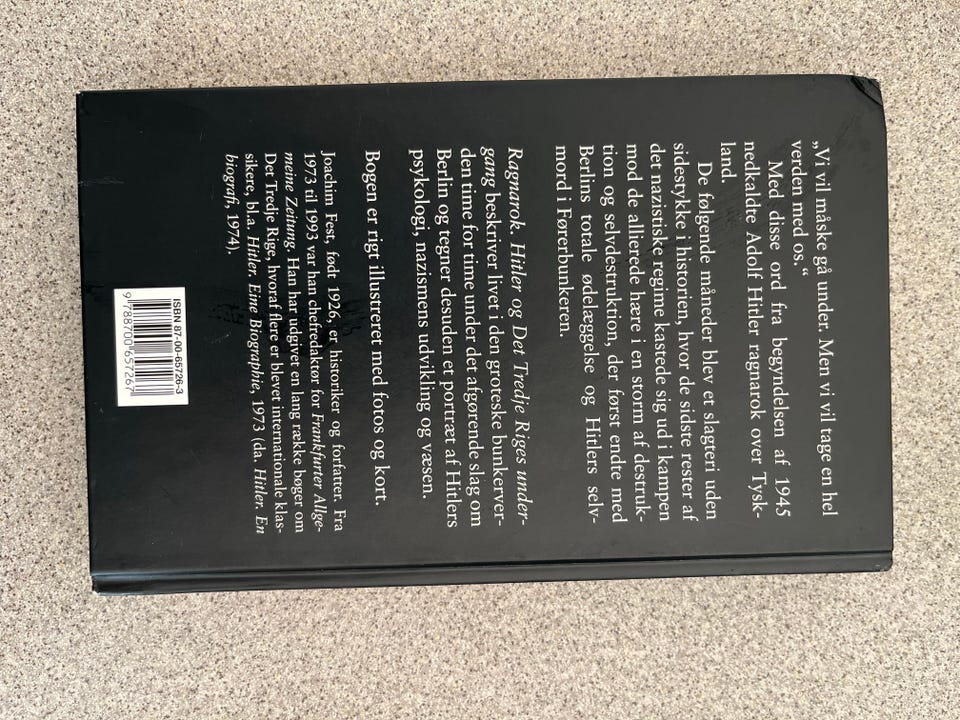 „Vi vil måske gå under. Men vi vil tage en hel
verden med os.“
Med disse ord fra begyndelsen af 1945
nedkaldte Adolf Hitler ragnarok over Tysk-
land.
De følgende måneder blev et slagteri uden
sidestykke i historien, hvor de sidste rester af
det nazistiske regime kastede sig ud i kampen
mod de allierede hære i en storm af destruk-
tion og selvdestruktion, der først endte med
Berlins totale ødelæggelse og Hitlers selv-
mord i Førerbunkeren.
Ragnarok. Hitler og Det Tredje Riges under-
gang beskriver livet i den groteske bunkerver-
den time for time under det afgørende slag om
Berlin og tegner desuden et portræt af Hitlers
psykologi, nazismens udvikling og væsen.
Bogen er rigt illustreret med fotos og kort.
Joachim Fest, født 1926, er historiker og forfatter. Fra
1973 til 1993 var han chefredaktør for Frankfurter Allge-
meine Zeitung. Han har udgivet en lang række bøger om
Det Tredje Rige, hvoraf flere er blevet internationale klas-
sikere, bl.a. Hitler. Eine Biographie, 1973 (da. Hitler. En
biografi, 1974).
ISBN 87-00-65726-3
9 788700 657267